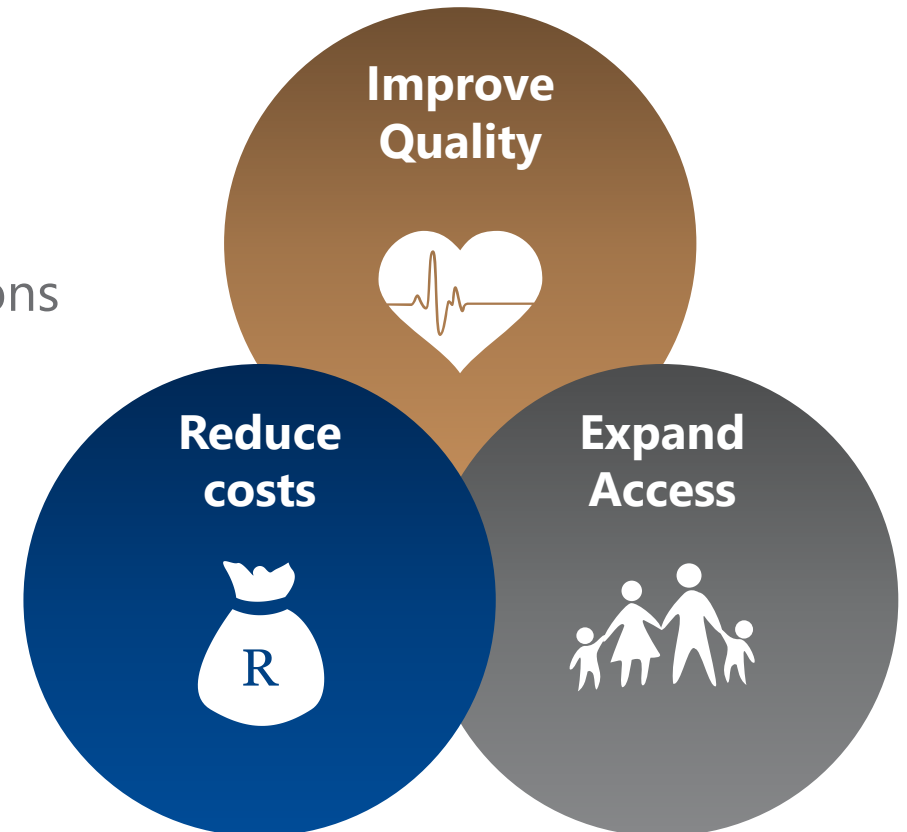 Improve
Quality
ons
Reduce
costs
Expand
Access
R